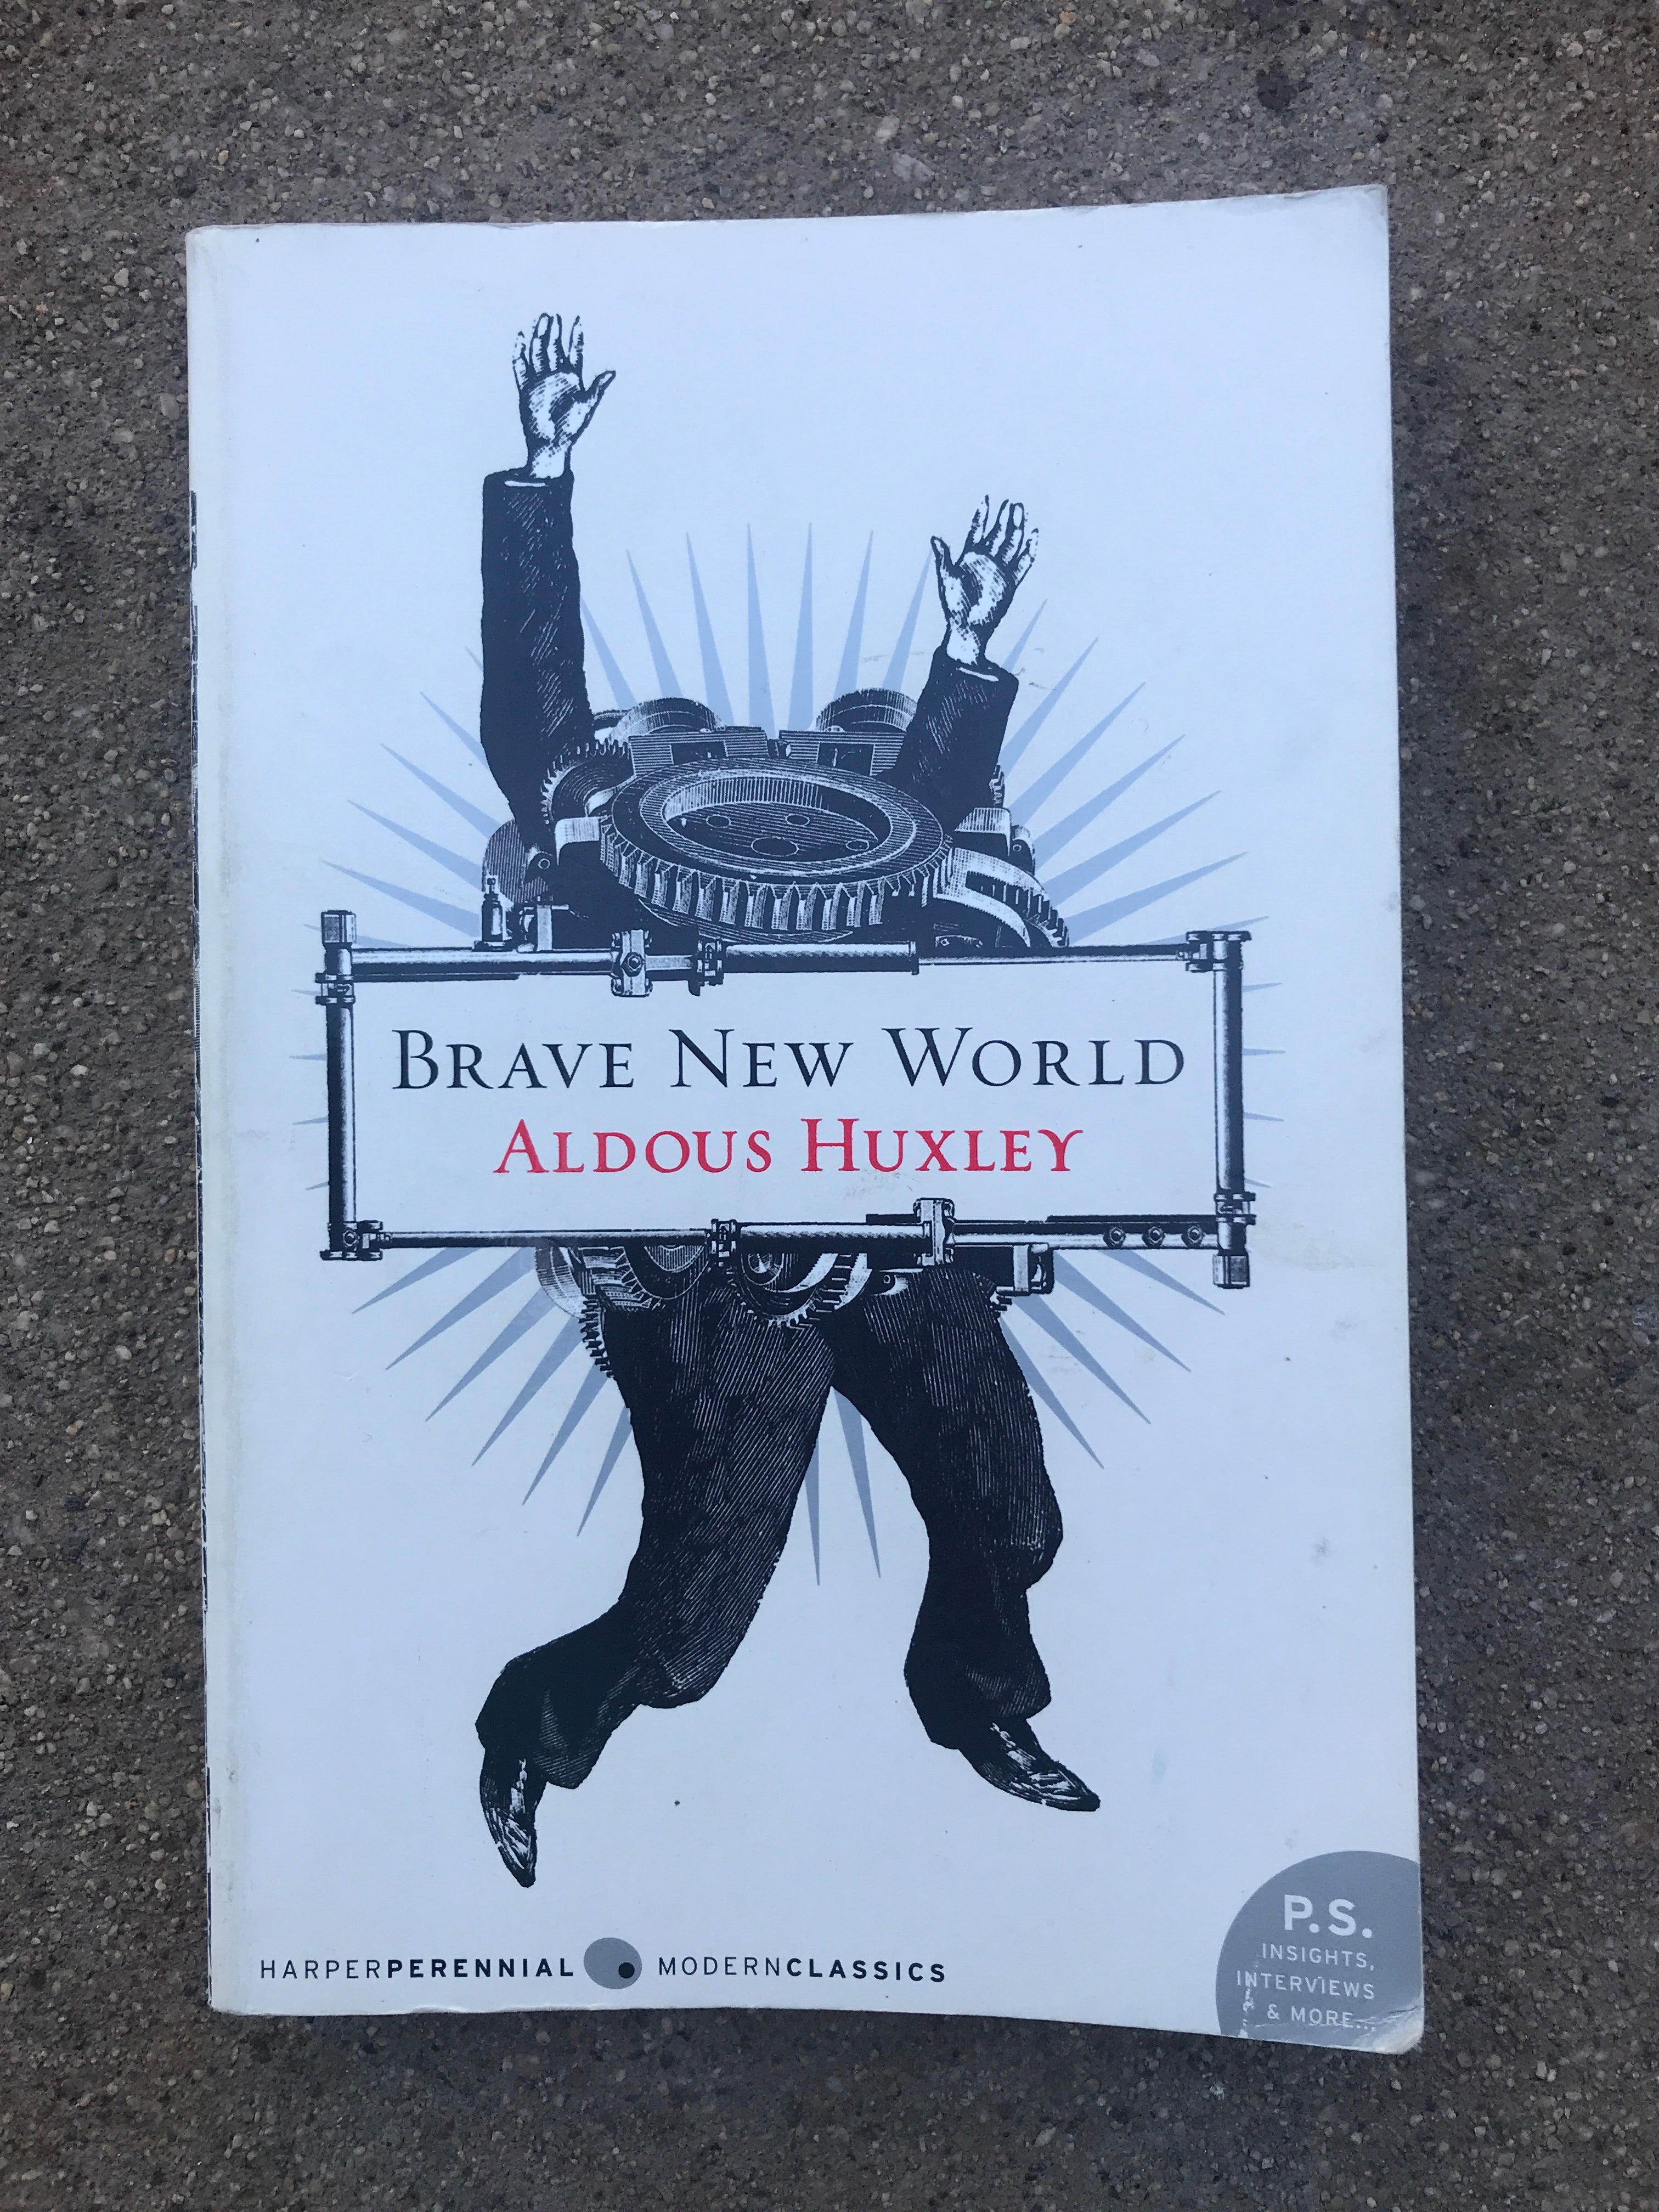 BRAVE NEW WORLD
ALDOUS HUXLEY
HARPERPERENNIAL MODERNCLASSICS
P.S.
INSIGHTS,
INTERVIEWS
& MORE...